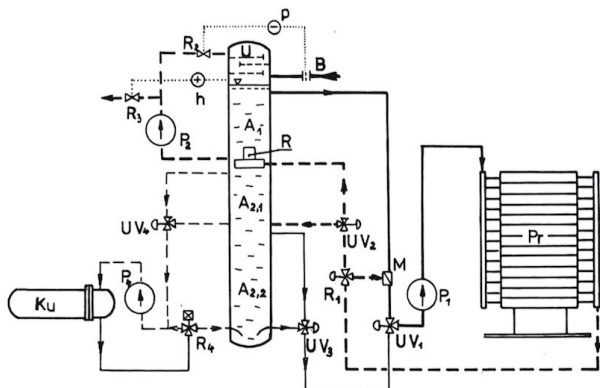 p
R₂
U
B
h
R₃
A₁
P₂
R
A₂,₁
UV₄
UV₂
Pr
M
P₄
A₂,₂
R₁
P₁
Ku
R₄
UV₃
UV₁